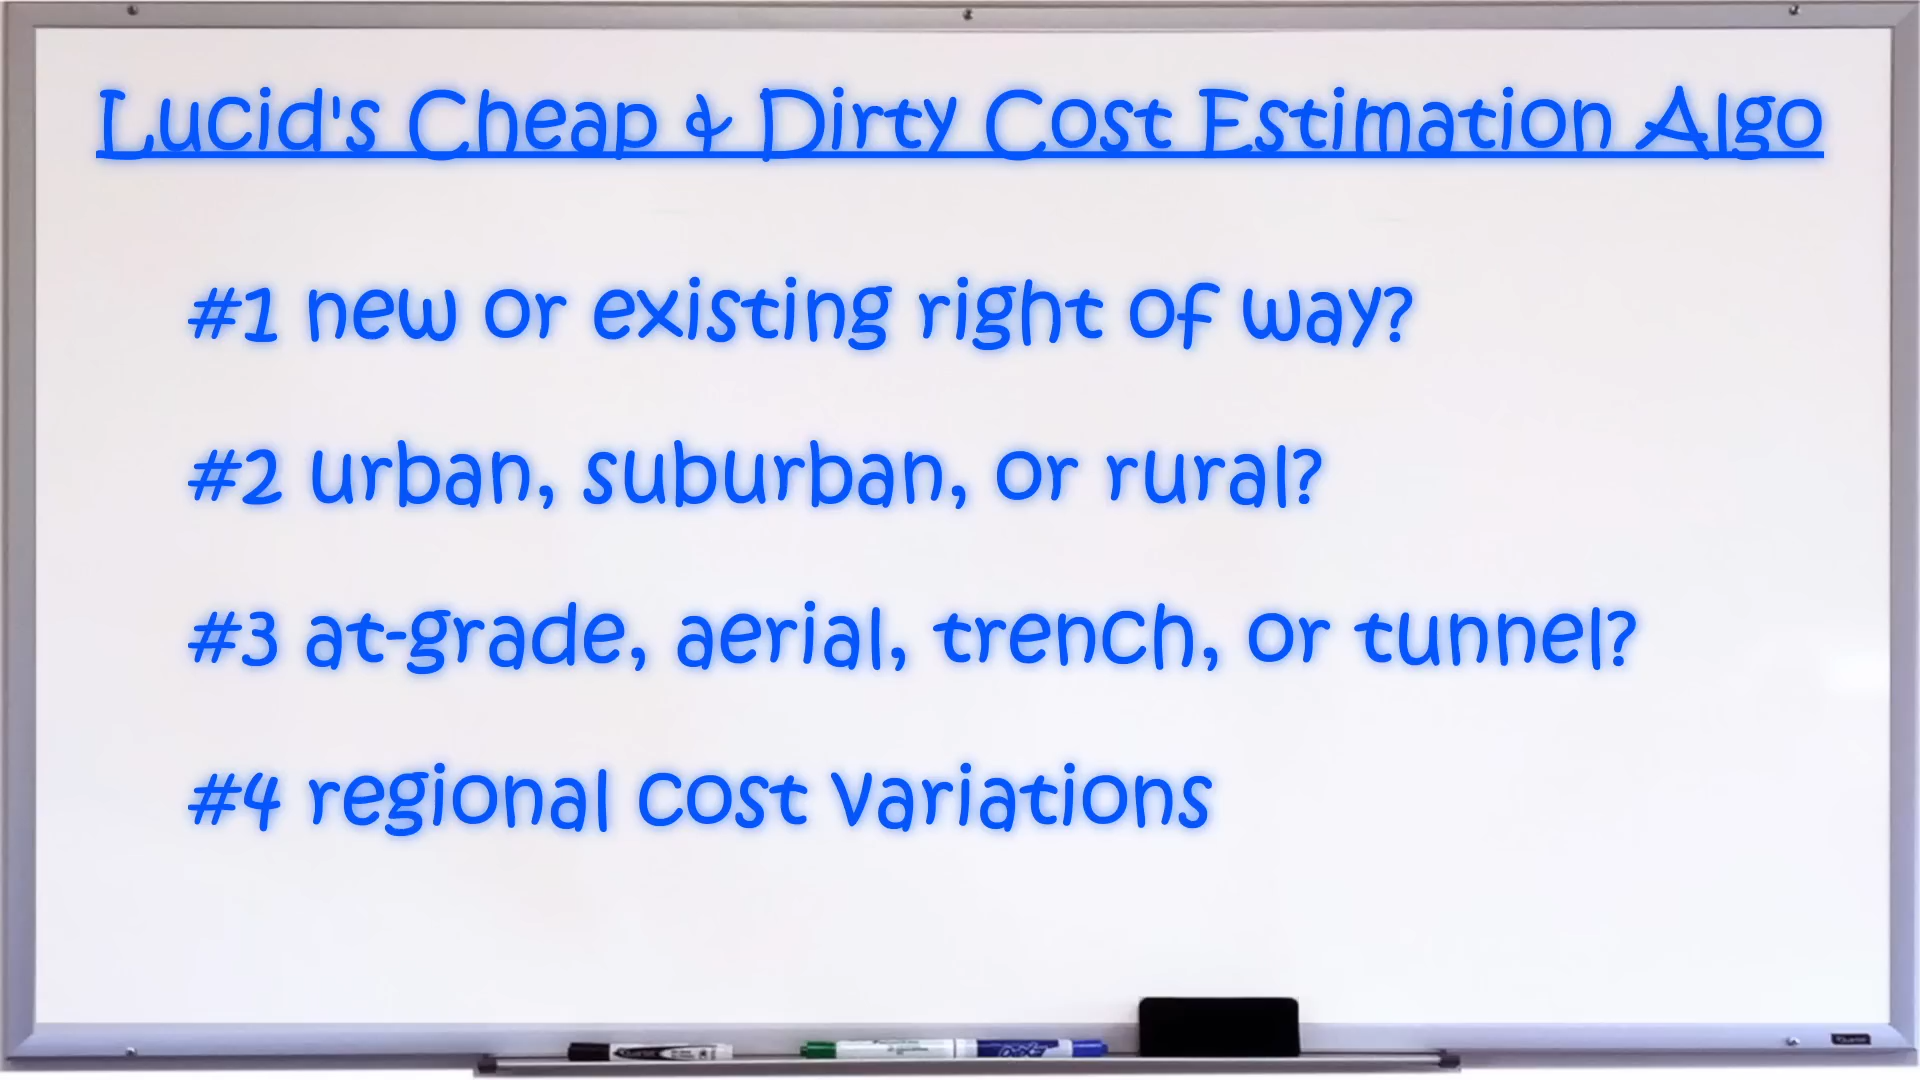 Lucid's Cheap & Dirty Cost Estimation Algo
#1 new or existing right of way?
#2 urban, suburban, or rural?
#3 at-grade, aerial, trench, or tunnel?
#4 regional cost variations